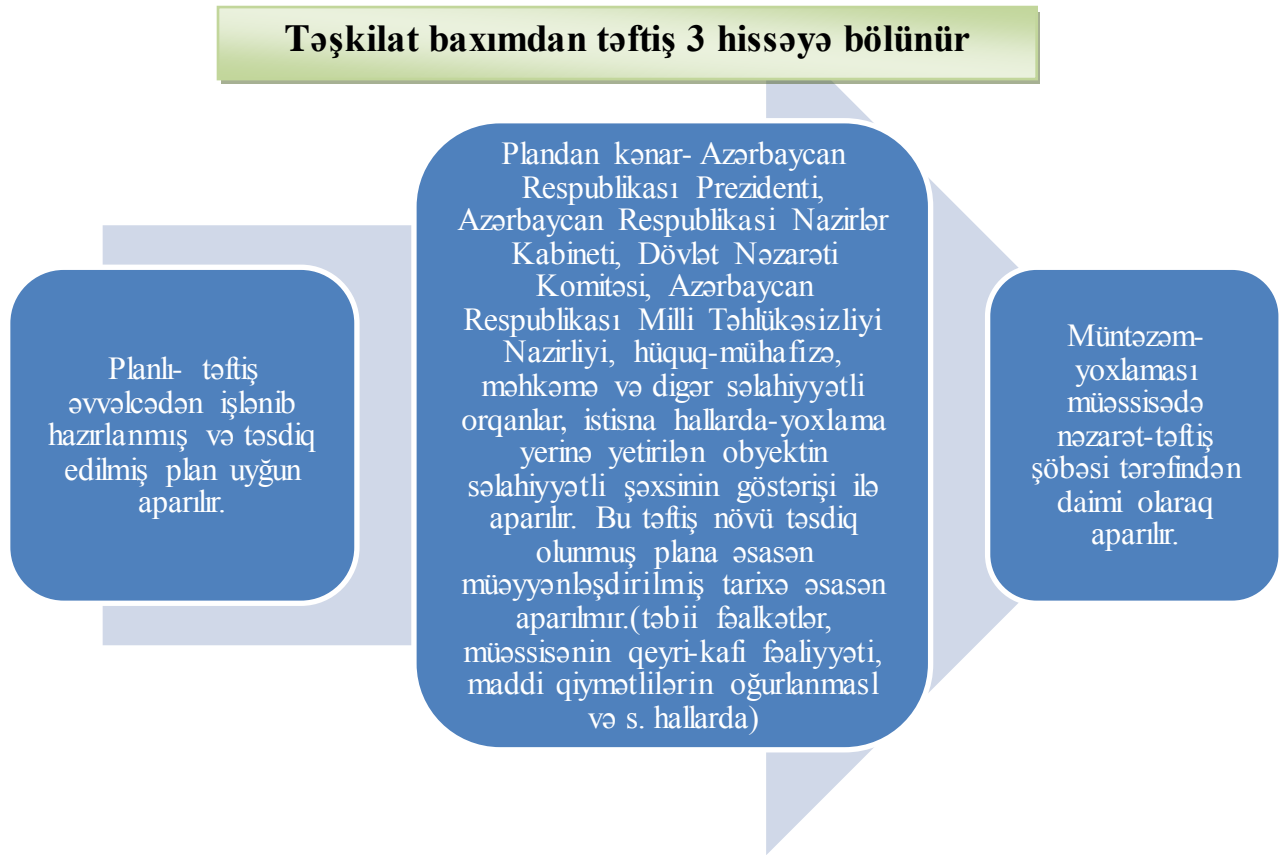 Təşkilat baxımdan təftiş 3 hissəyə bölünür
Planlı- təftiş
əvvəlcədən işlənib
hazırlanmış və təsdiq
edilmiş plan uyğun
aparılır.
Plandan kənar- Azərbaycan
Respublikası Prezidenti,
Azərbaycan Respublikasi Nazirlər
Kabineti, Dövlət Nəzarəti
Komitəsi, Azərbaycan
Respublikası Milli Təhlükəsizliyi
Nazirliyi, hüquq-mühafizə,
məhkəmə və digər səlahiyyətli
orqanlar, istisna hallarda-yoxlama
yerinə yetirilən obyektin
səlahiyyətli şəxsinin göstərişi ilə
aparılır. Bu təftiş növü təsdiq
olunmuş plana əsasən
müəyyənləşdirilmiş tarixə əsasən
aparılmır.(təbii fəalkətlər,
müəssisənin qeyri-kafi fəaliyyəti,
maddi qiymətlilərin oğurlanmasl
və s. hallarda)
Müntəzəm-
yoxlaması
müəssisədə
nəzarət-təftiş
şöbəsi tərəfindən
daimi olaraq
aparılır.